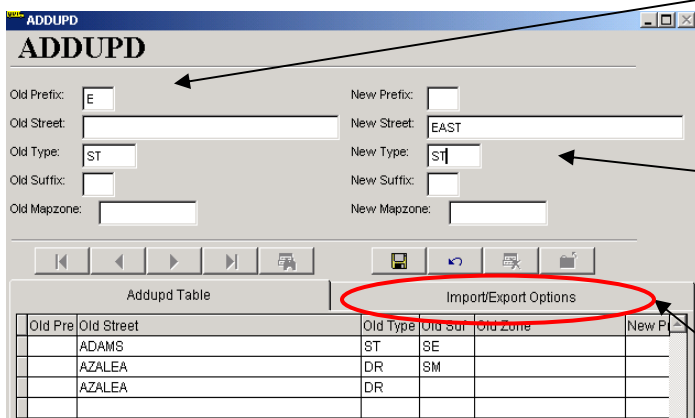 ADDUPD
ADDUPD
Old Prefix: E New Prefix:
Old Street: New Street: EAST
Old Type: ST New Type: ST
Old Suffix: New Suffix:
Old Mapzone: New Mapzone:
Addupd Table Import/Export Options
Old Pre Old Street Old Type Old Suf Old Zone New P
ADAMS ST SE
AZALEA DR SM
AZALEA DR